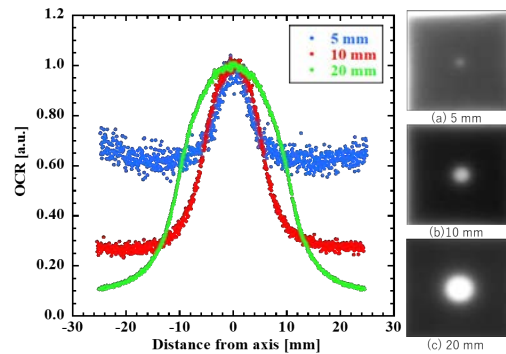 5 mm
10 mm
20 mm
OCR [a.u.]
1.2
1.0
0.80
0.60
0.40
0.20
0.0
-30
-20
-10
0
10
20
30
Distance from axis [mm]
(a) 5 mm
(b)10 mm
(c) 20 mm